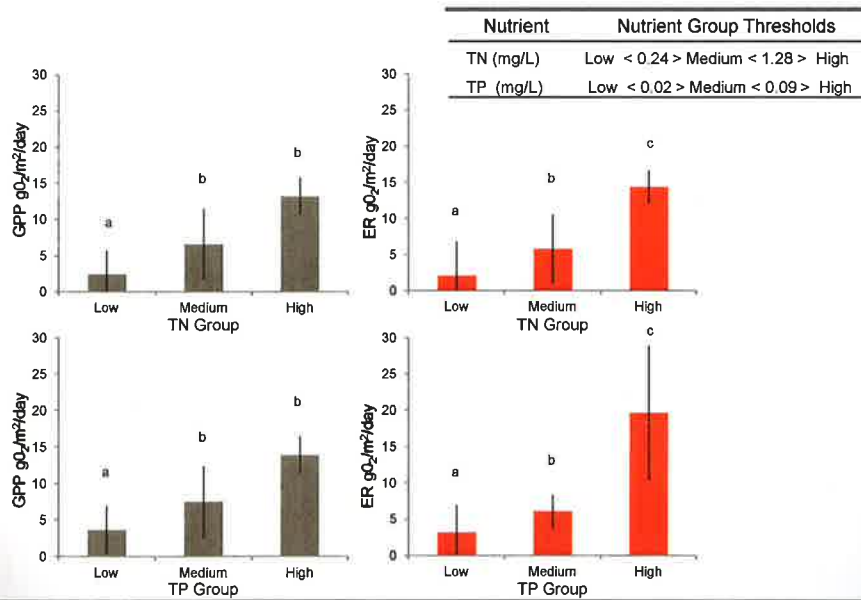 Nutrient Nutrient Group Thresholds
TN (mg/L) Low < 0.24 > Medium < 1.28 > High
TP (mg/L) Low < 0.02 > Medium < 0.09 > High
GPP g0₂/m²/day
30
25
20
15
10
5
0
a
b
b
Low Medium High
TN Group
ER g0₂/m²/day
30
25
20
15
10
5
0
a
b
c
Low Medium High
TN Group
GPP g0₂/m²/day
30
25
20
15
10
5
0
a
b
b
Low Medium High
TP Group
ER g0₂/m²/day
30
25
20
15
10
5
0
a
b
c
Low Medium High
TP Group